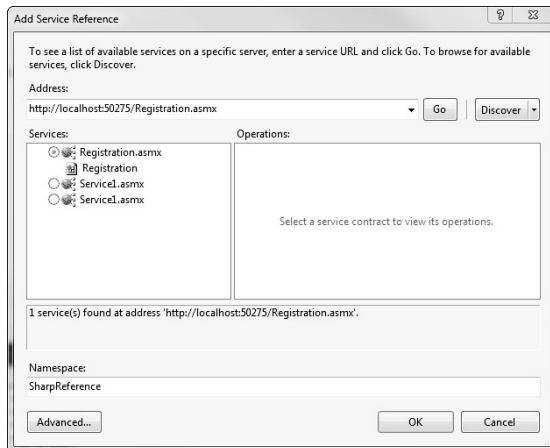 Add Service Reference
To see a list of available services on a specific server, enter a service URL and click Go. To browse for available
services, click Discover.
Address:
http://localhost:50275/Registration.asmx
Go
Discover
Services:
Operations:
Registration.asmx
Registration
Service1.asmx
Service1.asmx
Select a service contract to view its operations.
1 service(s) found at address 'http://localhost:50275/Registration.asmx'.
Namespace:
SharpReference
Advanced...
OK
Cancel